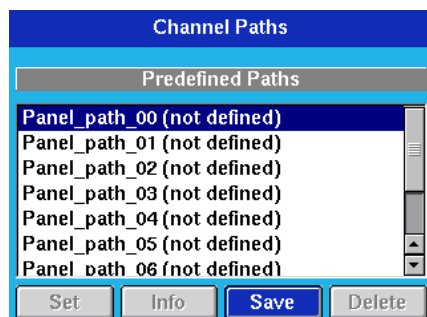 Channel Paths
Predefined Paths
Panel_path_00 (not defined)
Panel_path_01 (not defined)
Panel_path_02 (not defined)
Panel_path_03 (not defined)
Panel_path_04 (not defined)
Panel_path_05 (not defined)
Panel_path_06 (not defined)
Set Info Save Delete